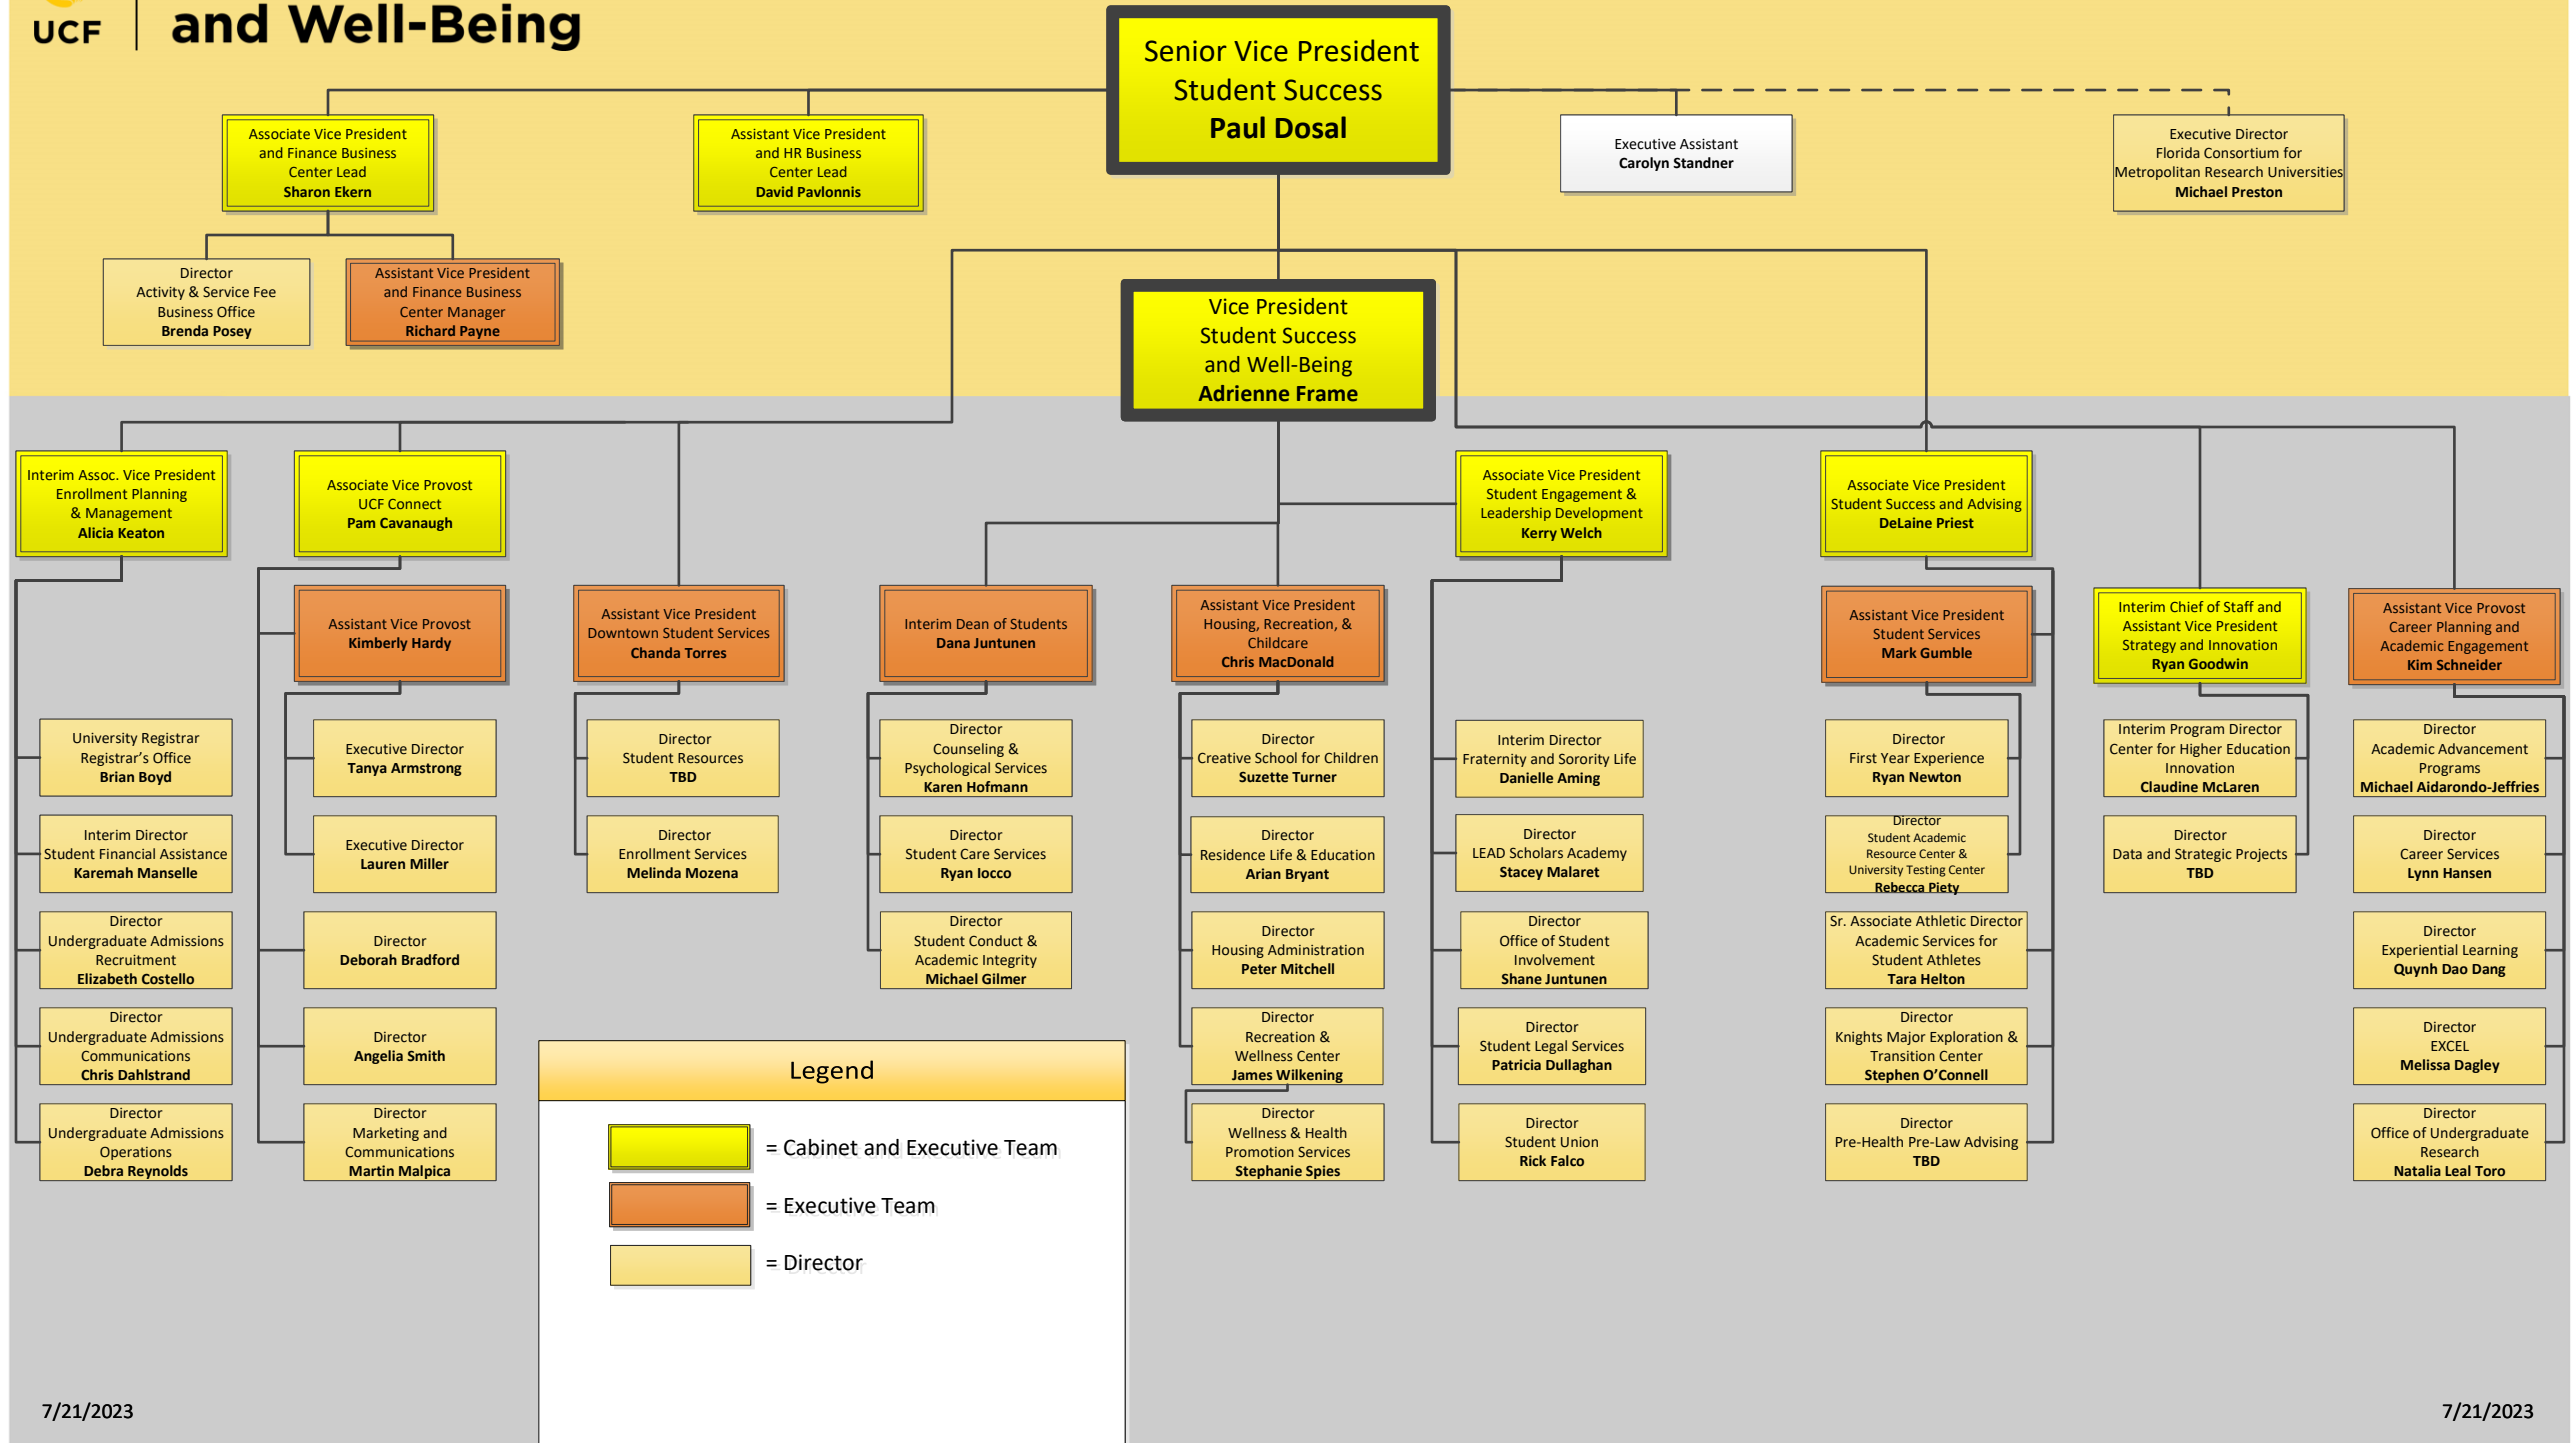 UCF
and Well-Being
Senior Vice President
Student Success
Paul Dosal
Associate Vice President
and Finance Business
Center Lead
Sharon Ekern
Assistant Vice President
and HR Business
Center Lead
David Pavlonnis
Executive Assistant
Carolyn Standner
Executive Director
Florida Consortium for
Metropolitan Research Universities
Michael Preston
Director
Activity & Service Fee
Business Office
Brenda Posey
Assistant Vice President
and Finance Business
Center Manager
Richard Payne
Vice President
Student Success
and Well-Being
Adrienne Frame
Interim Assoc. Vice President
Enrollment Planning
& Management
Alicia Keaton
Associate Vice Provost
UCF Connect
Pam Cavanaugh
Associate Vice President
Student Engagement &
Leadership Development
Kerry Welch
Associate Vice President
Student Success and Advising
DeLaine Priest
Assistant Vice Provost
Kimberly Hardy
Assistant Vice President
Downtown Student Services
Chanda Torres
Interim Dean of Students
Dana Juntunen
Assistant Vice President
Housing, Recreation, &
Childcare
Chris MacDonald
Assistant Vice President
Student Services
Mark Gumble
Interim Chief of Staff and
Assistant Vice President
Strategy and Innovation
Ryan Goodwin
Assistant Vice Provost
Career Planning and
Academic Engagement
Kim Schneider
University Registrar
Registrar’s Office
Brian Boyd
Executive Director
Tanya Armstrong
Director
Student Resources
TBD
Director
Counseling &
Psychological Services
Karen Hofmann
Director
Creative School for Children
Suzette Turner
Interim Director
Fraternity and Sorority Life
Danielle Aming
Director
First Year Experience
Ryan Newton
Interim Program Director
Center for Higher Education
Innovation
Claudine McLaren
Director
Academic Advancement
Programs
Michael Aidarondo-Jeffries
Interim Director
Student Financial Assistance
Karemah Manselle
Executive Director
Lauren Miller
Director
Enrollment Services
Melinda Mozena
Director
Student Care Services
Ryan Iocco
Director
Residence Life & Education
Arian Bryant
Director
LEAD Scholars Academy
Stacey Malaret
Director
Student Academic
Resource Center &
University Testing Center
Rebecca Piety
Director
Data and Strategic Projects
TBD
Director
Career Services
Lynn Hansen
Director
Undergraduate Admissions
Recruitment
Elizabeth Costello
Director
Deborah Bradford
Director
Student Conduct &
Academic Integrity
Michael Gilmer
Director
Housing Administration
Peter Mitchell
Director
Office of Student
Involvement
Shane Juntunen
Sr. Associate Athletic Director
Academic Services for
Student Athletes
Tara Helton
Director
Experiential Learning
Quynh Dao Dang
Director
Undergraduate Admissions
Communications
Chris Dahlstrand
Director
Angelia Smith
Director
Recreation &
Wellness Center
James Wilkening
Director
Student Legal Services
Patricia Dullaghan
Director
Knights Major Exploration &
Transition Center
Stephen O’Connell
Director
EXCEL
Melissa Dagley
Director
Undergraduate Admissions
Operations
Debra Reynolds
Director
Marketing and
Communications
Martin Malpica
Director
Wellness & Health
Promotion Services
Stephanie Spies
Director
Student Union
Rick Falco
Director
Pre-Health Pre-Law Advising
TBD
Director
Office of Undergraduate
Research
Natalia Leal Toro
Legend
= Cabinet and Executive Team
= Executive Team
= Director
7/21/2023
7/21/2023